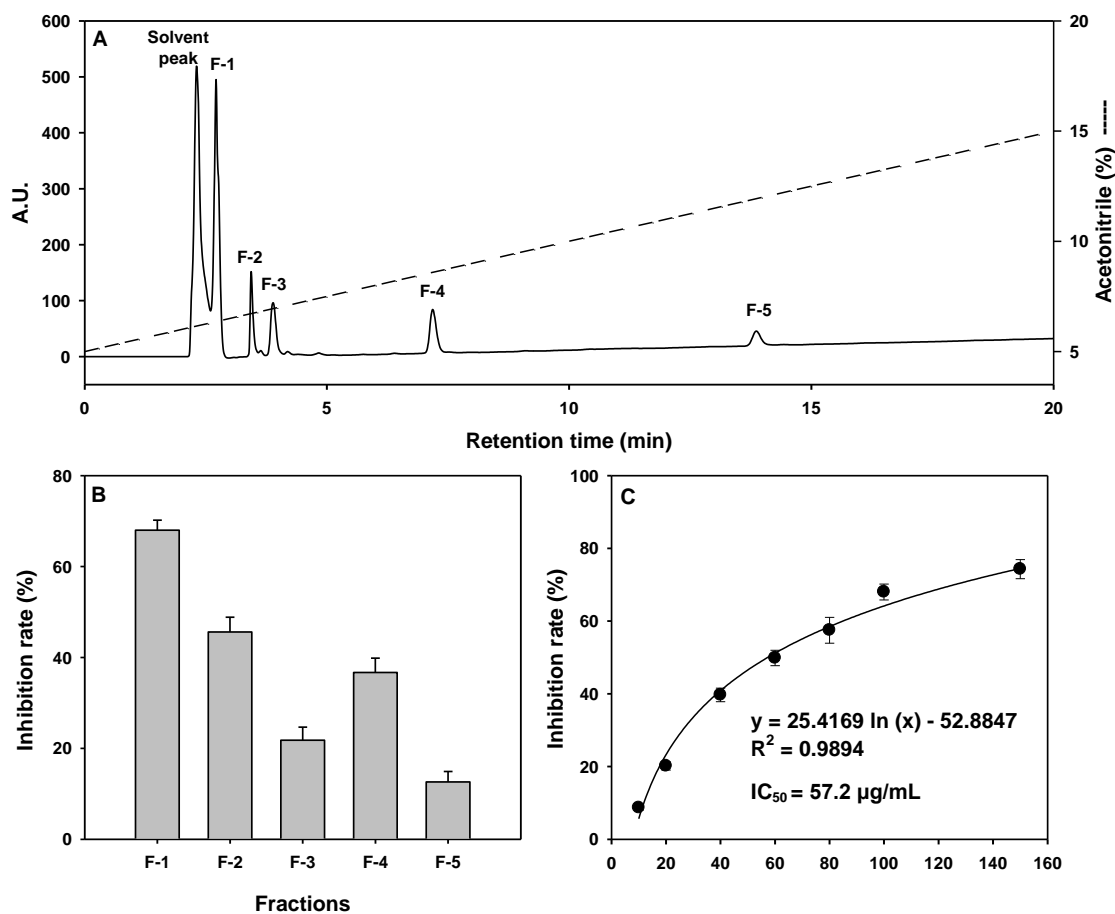 A
Solvent
peak
F-1
F-2
F-3
F-4
F-5
600
500
400
300
200
100
0
A.U.
20
15
10
5
Acetonitrile (%) -----
0
5
10
15
20
Retention time (min)
B
80
60
40
20
0
Inhibition rate (%)
F-1
F-2
F-3
F-4
F-5
Fractions
C
100
80
60
40
20
0
Inhibition rate (%)
y = 25.4169 ln (x) - 52.8847
R² = 0.9894
IC₅₀ = 57.2 µg/mL
0
20
40
60
80
100
120
140
160